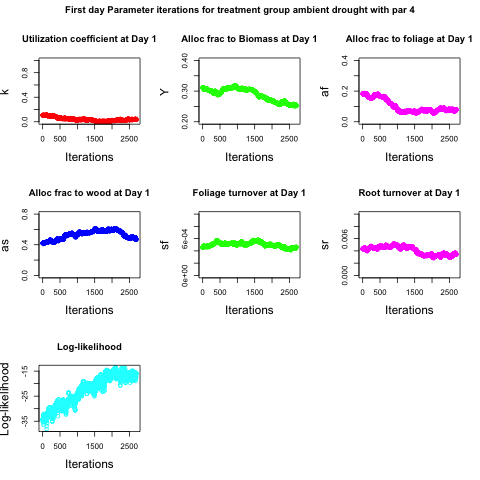 First day Parameter iterations for treatment group ambient drought with par 4
Utilization coefficient at Day 1
k
0.0 0.4 0.8
0 500 1500 2500
Iterations
Alloc frac to Biomass at Day 1
Y
0.20 0.30 0.40
0 500 1500 2500
Iterations
Alloc frac to foliage at Day 1
af
0.0 0.2 0.4
0 500 1500 2500
Iterations
Alloc frac to wood at Day 1
as
0.0 0.4 0.8
0 500 1500 2500
Iterations
Foliage turnover at Day 1
sf
0e+00 6e-04
0 500 1500 2500
Iterations
Root turnover at Day 1
sr
0.000 0.006
0 500 1500 2500
Iterations
Log-likelihood
Log-likelihood
-35 -25 -15
0 500 1500 2500
Iterations